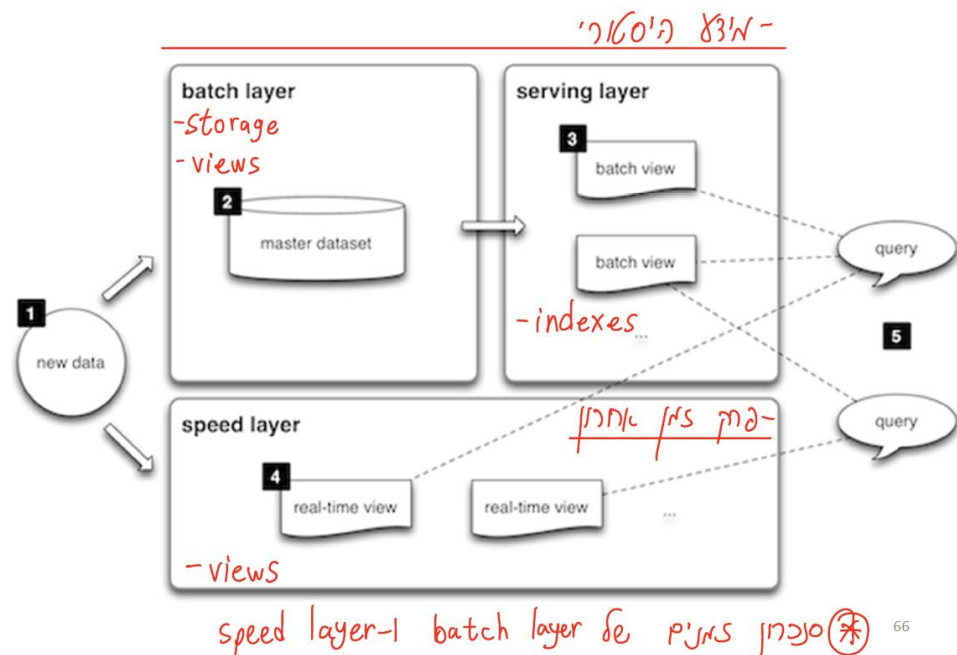 - מידע היסטורי
batch layer
-storage
-views
2
master dataset
serving layer
3
batch view
batch view
-indexes
...
1
new data
speed layer
-פרק זמן אחרון
4
real-time view
real-time view
...
-views
query
5
query
* סנכרון זמנים של batch layer ו-speed layer
66